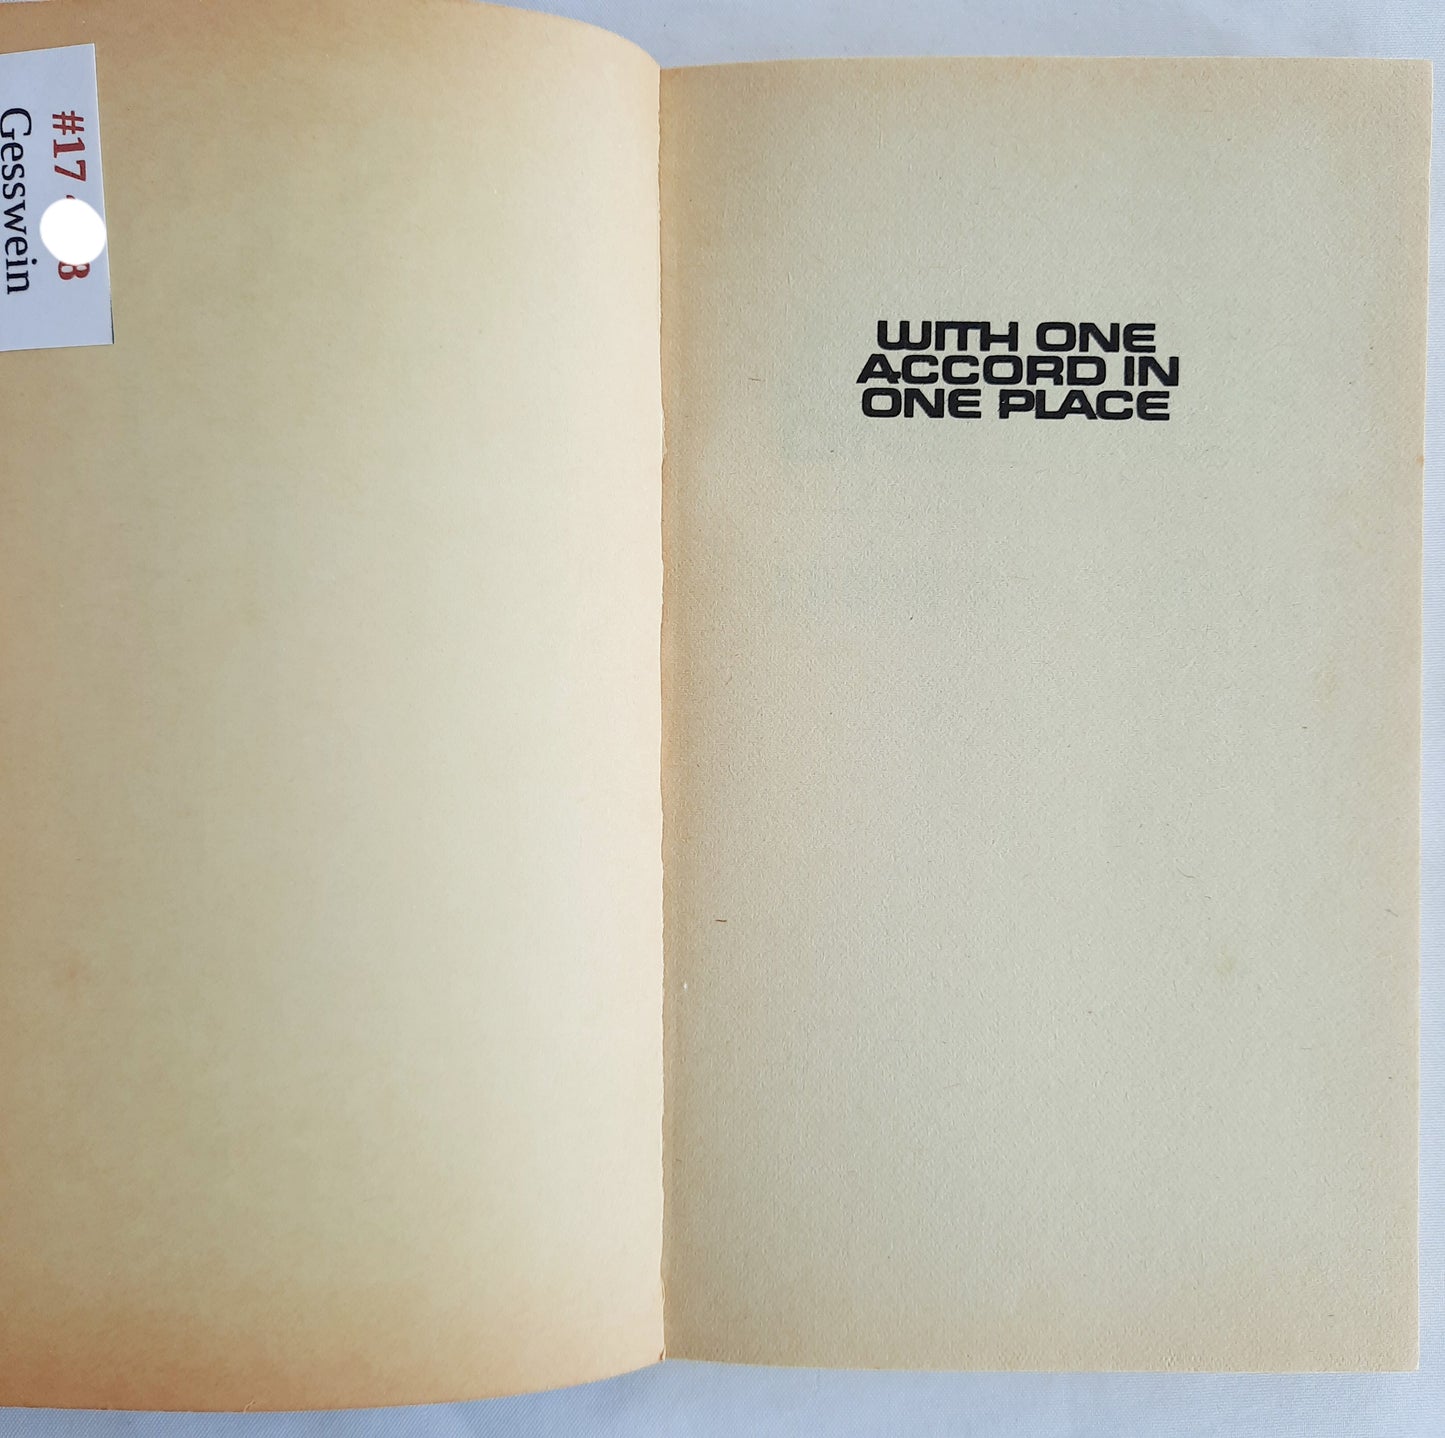 #17
Gesswein
WITH ONE
ACCORD IN
ONE PLACE